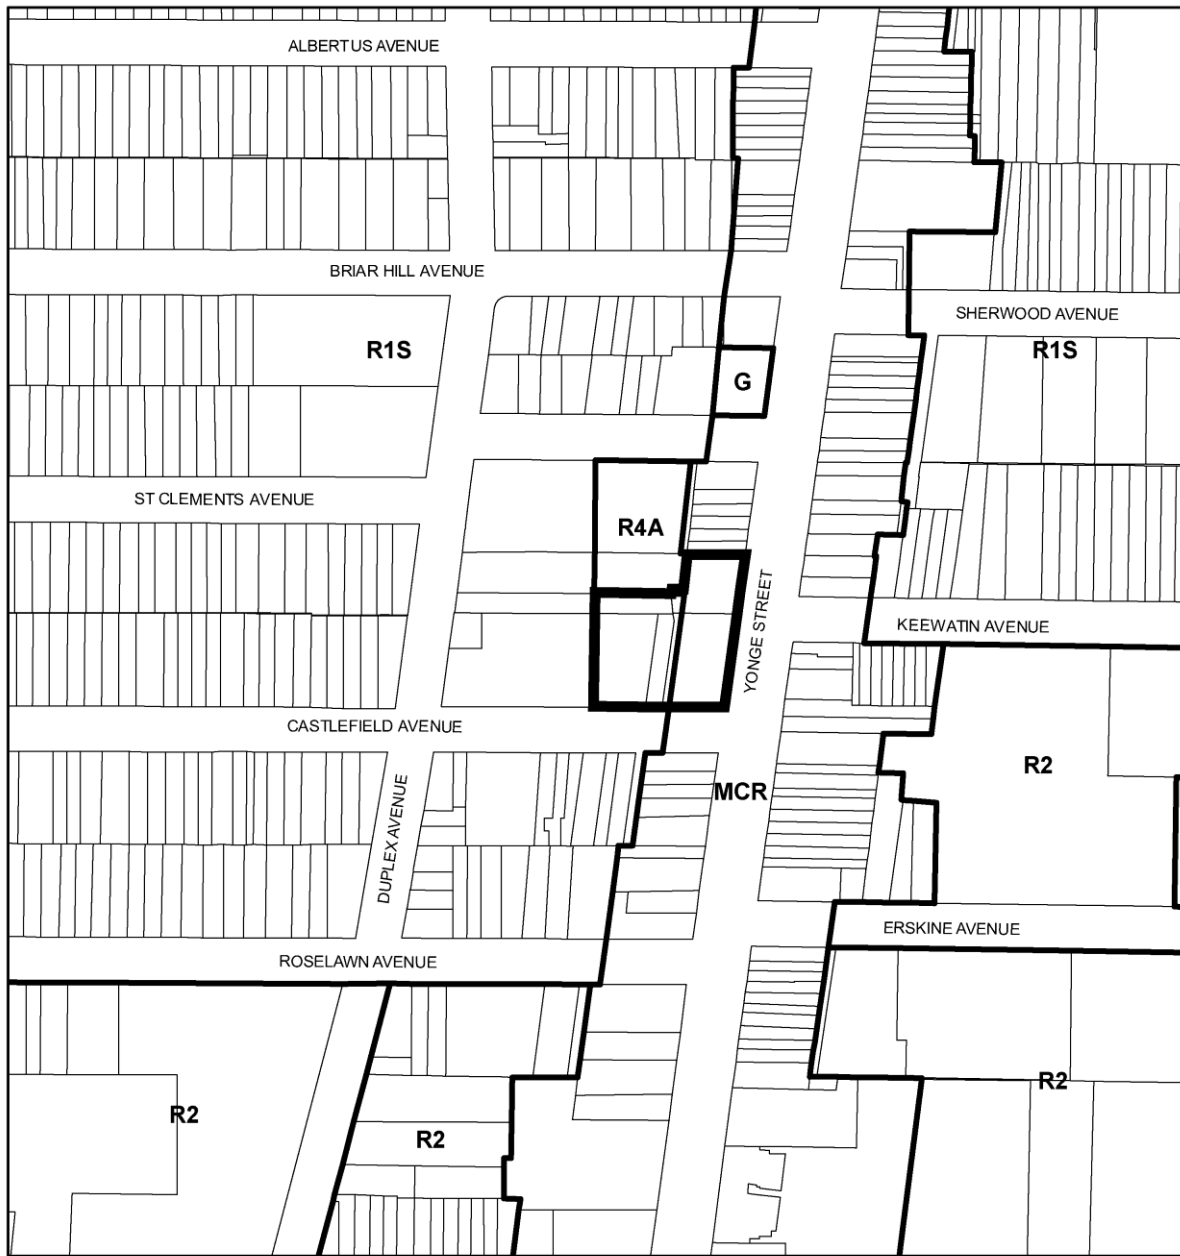 ALBERTUS AVENUE
BRIAR HILL AVENUE
SHERWOOD AVENUE
R1S
R1S
G
ST CLEMENTS AVENUE
R4A
YONGE STREET
KEEWATIN AVENUE
CASTLEFIELD AVENUE
R2
MCR
DUPLEX AVENUE
ERSKINE AVENUE
ROSELAWN AVENUE
R2
R2
R2